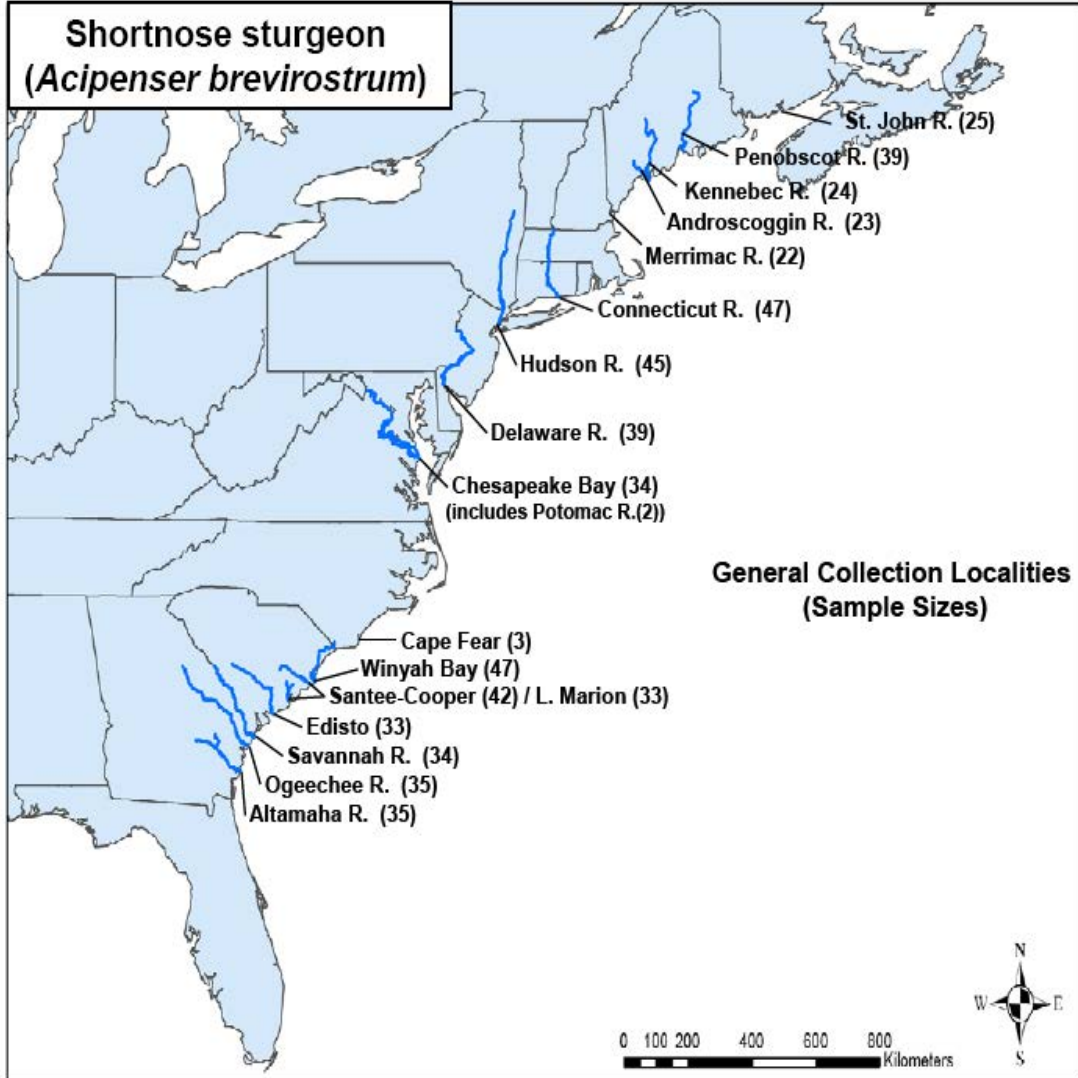 Shortnose sturgeon
(Acipenser brevirostrum)
St. John R. (25)
Penobscot R. (39)
Kennebec R. (24)
Androscoggin R. (23)
Merrimac R. (22)
Connecticut R. (47)
Hudson R. (45)
Delaware R. (39)
Chesapeake Bay (34)
(includes Potomac R.(2))
General Collection Localities
(Sample Sizes)
Cape Fear (3)
Winyah Bay (47)
Santee-Cooper (42) / L. Marion (33)
Edisto (33)
Savannah R. (34)
Ogeechee R. (35)
Altamaha R. (35)
N
W E
S
0 100 200 400 600 800
Kilometers